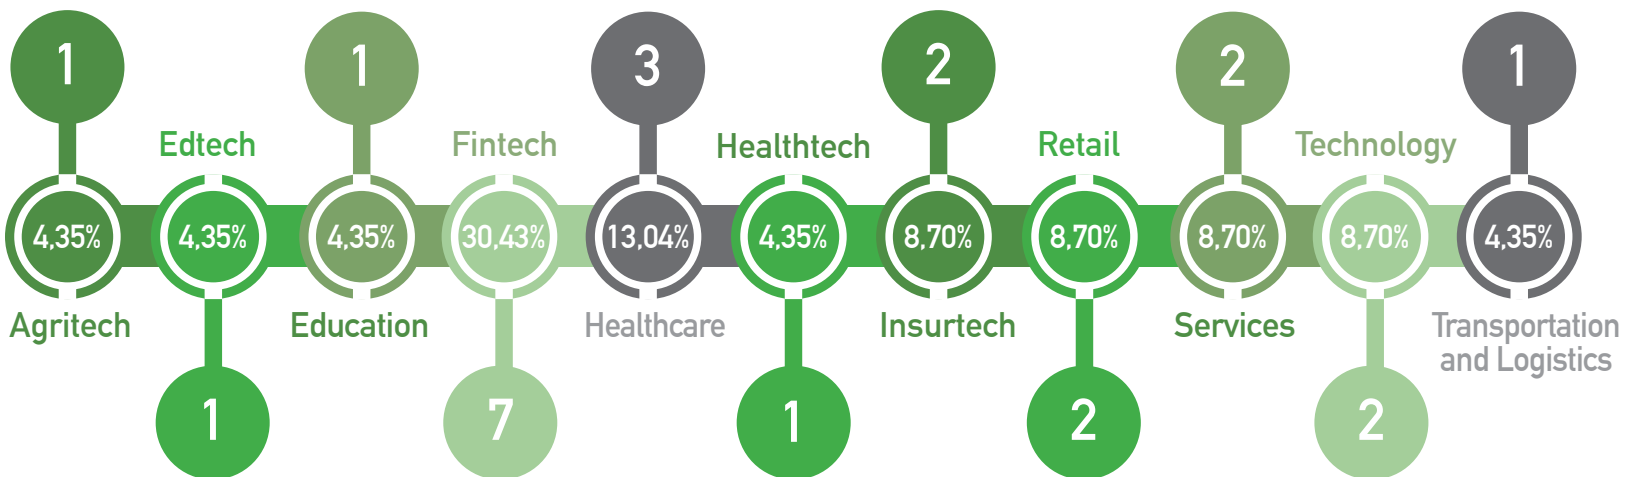 1
1
3
2
2
1
Edtech
Fintech
Healthtech
Retail
Technology
4,35%
4,35%
4,35%
30,43%
13,04%
4,35%
8,70%
8,70%
8,70%
8,70%
4,35%
Agritech
Education
Healthcare
Insurtech
Services
Transportation
and Logistics
1
7
1
2
2